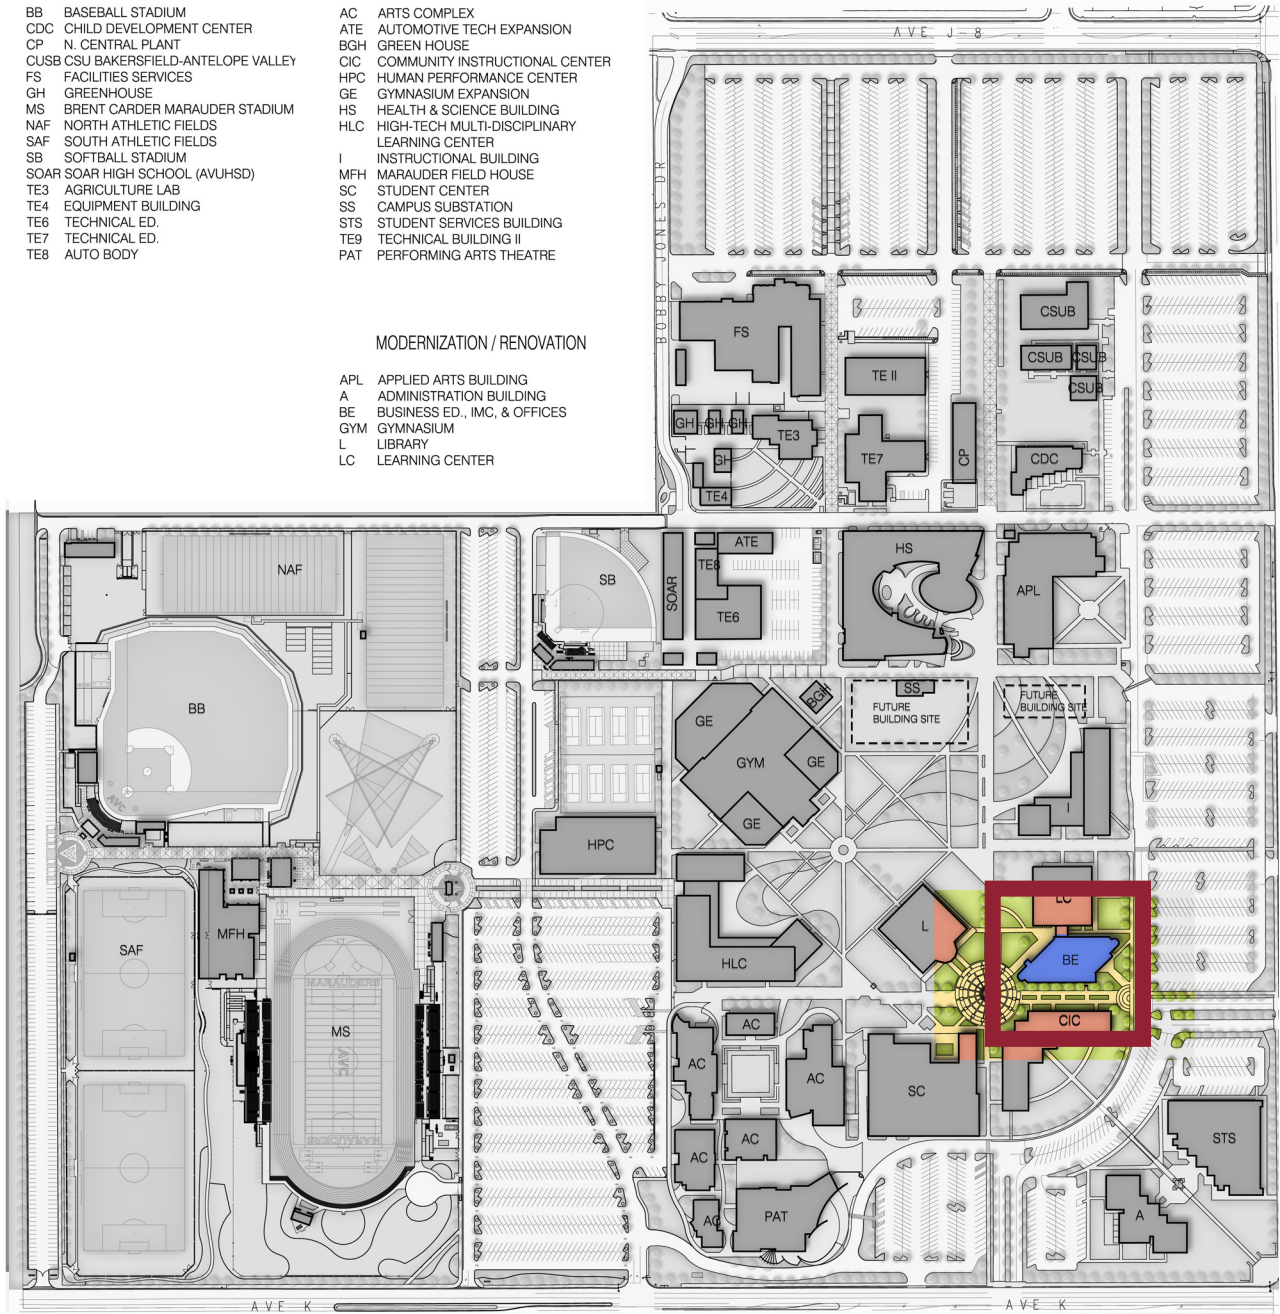 BB BASEBALL STADIUM
CDC CHILD DEVELOPMENT CENTER
CP N. CENTRAL PLANT
CUSB CSU BAKERSFIELD-ANTELOPE VALLEY
FS FACILITIES SERVICES
GH GREENHOUSE
MS BRENT CARDER MARAUDER STADIUM
NAF NORTH ATHLETIC FIELDS
SAF SOUTH ATHLETIC FIELDS
SB SOFTBALL STADIUM
SOAR SOAR HIGH SCHOOL (AVUHSD)
TE3 AGRICULTURE LAB
TE4 EQUIPMENT BUILDING
TE6 TECHNICAL ED.
TE7 TECHNICAL ED.
TE8 AUTO BODY
AC ARTS COMPLEX
ATE AUTOMOTIVE TECH EXPANSION
BGH GREEN HOUSE
CIC COMMUNITY INSTRUCTIONAL CENTER
HPC HUMAN PERFORMANCE CENTER
GE GYMNASIUM EXPANSION
HS HEALTH & SCIENCE BUILDING
HLC HIGH-TECH MULTI-DISCIPLINARY
LEARNING CENTER
I INSTRUCTIONAL BUILDING
MFH MARAUDER FIELD HOUSE
SC STUDENT CENTER
SS CAMPUS SUBSTATION
STS STUDENT SERVICES BUILDING
TE9 TECHNICAL BUILDING II
PAT PERFORMING ARTS THEATRE
MODERNIZATION / RENOVATION
APL APPLIED ARTS BUILDING
A ADMINISTRATION BUILDING
BE BUSINESS ED., IMC, & OFFICES
GYM GYMNASIUM
L LIBRARY
LC LEARNING CENTER
AVE J-8
BOBBY JONES DR
FS
TE II
CSUB
CSUB
CSUB
CSUB
GH
GH
GH
TE3
GH
TE4
TE7
CP
CDC
NAF
SB
SOAR
ATE
TE8
TE6
HS
APL
BB
AVC
GE
BGH
GYM
GE
GE
SS
FUTURE
BUILDING SITE
FUTURE
BUILDING SITE
I
HPC
SAF
MFH
MARAUDERS
MS
AVC
MARAUDERS
HLC
L
LC
BE
CIC
AC
AC
AC
AC
AC
AC
SC
PAT
STS
A
AVE K
AVE K